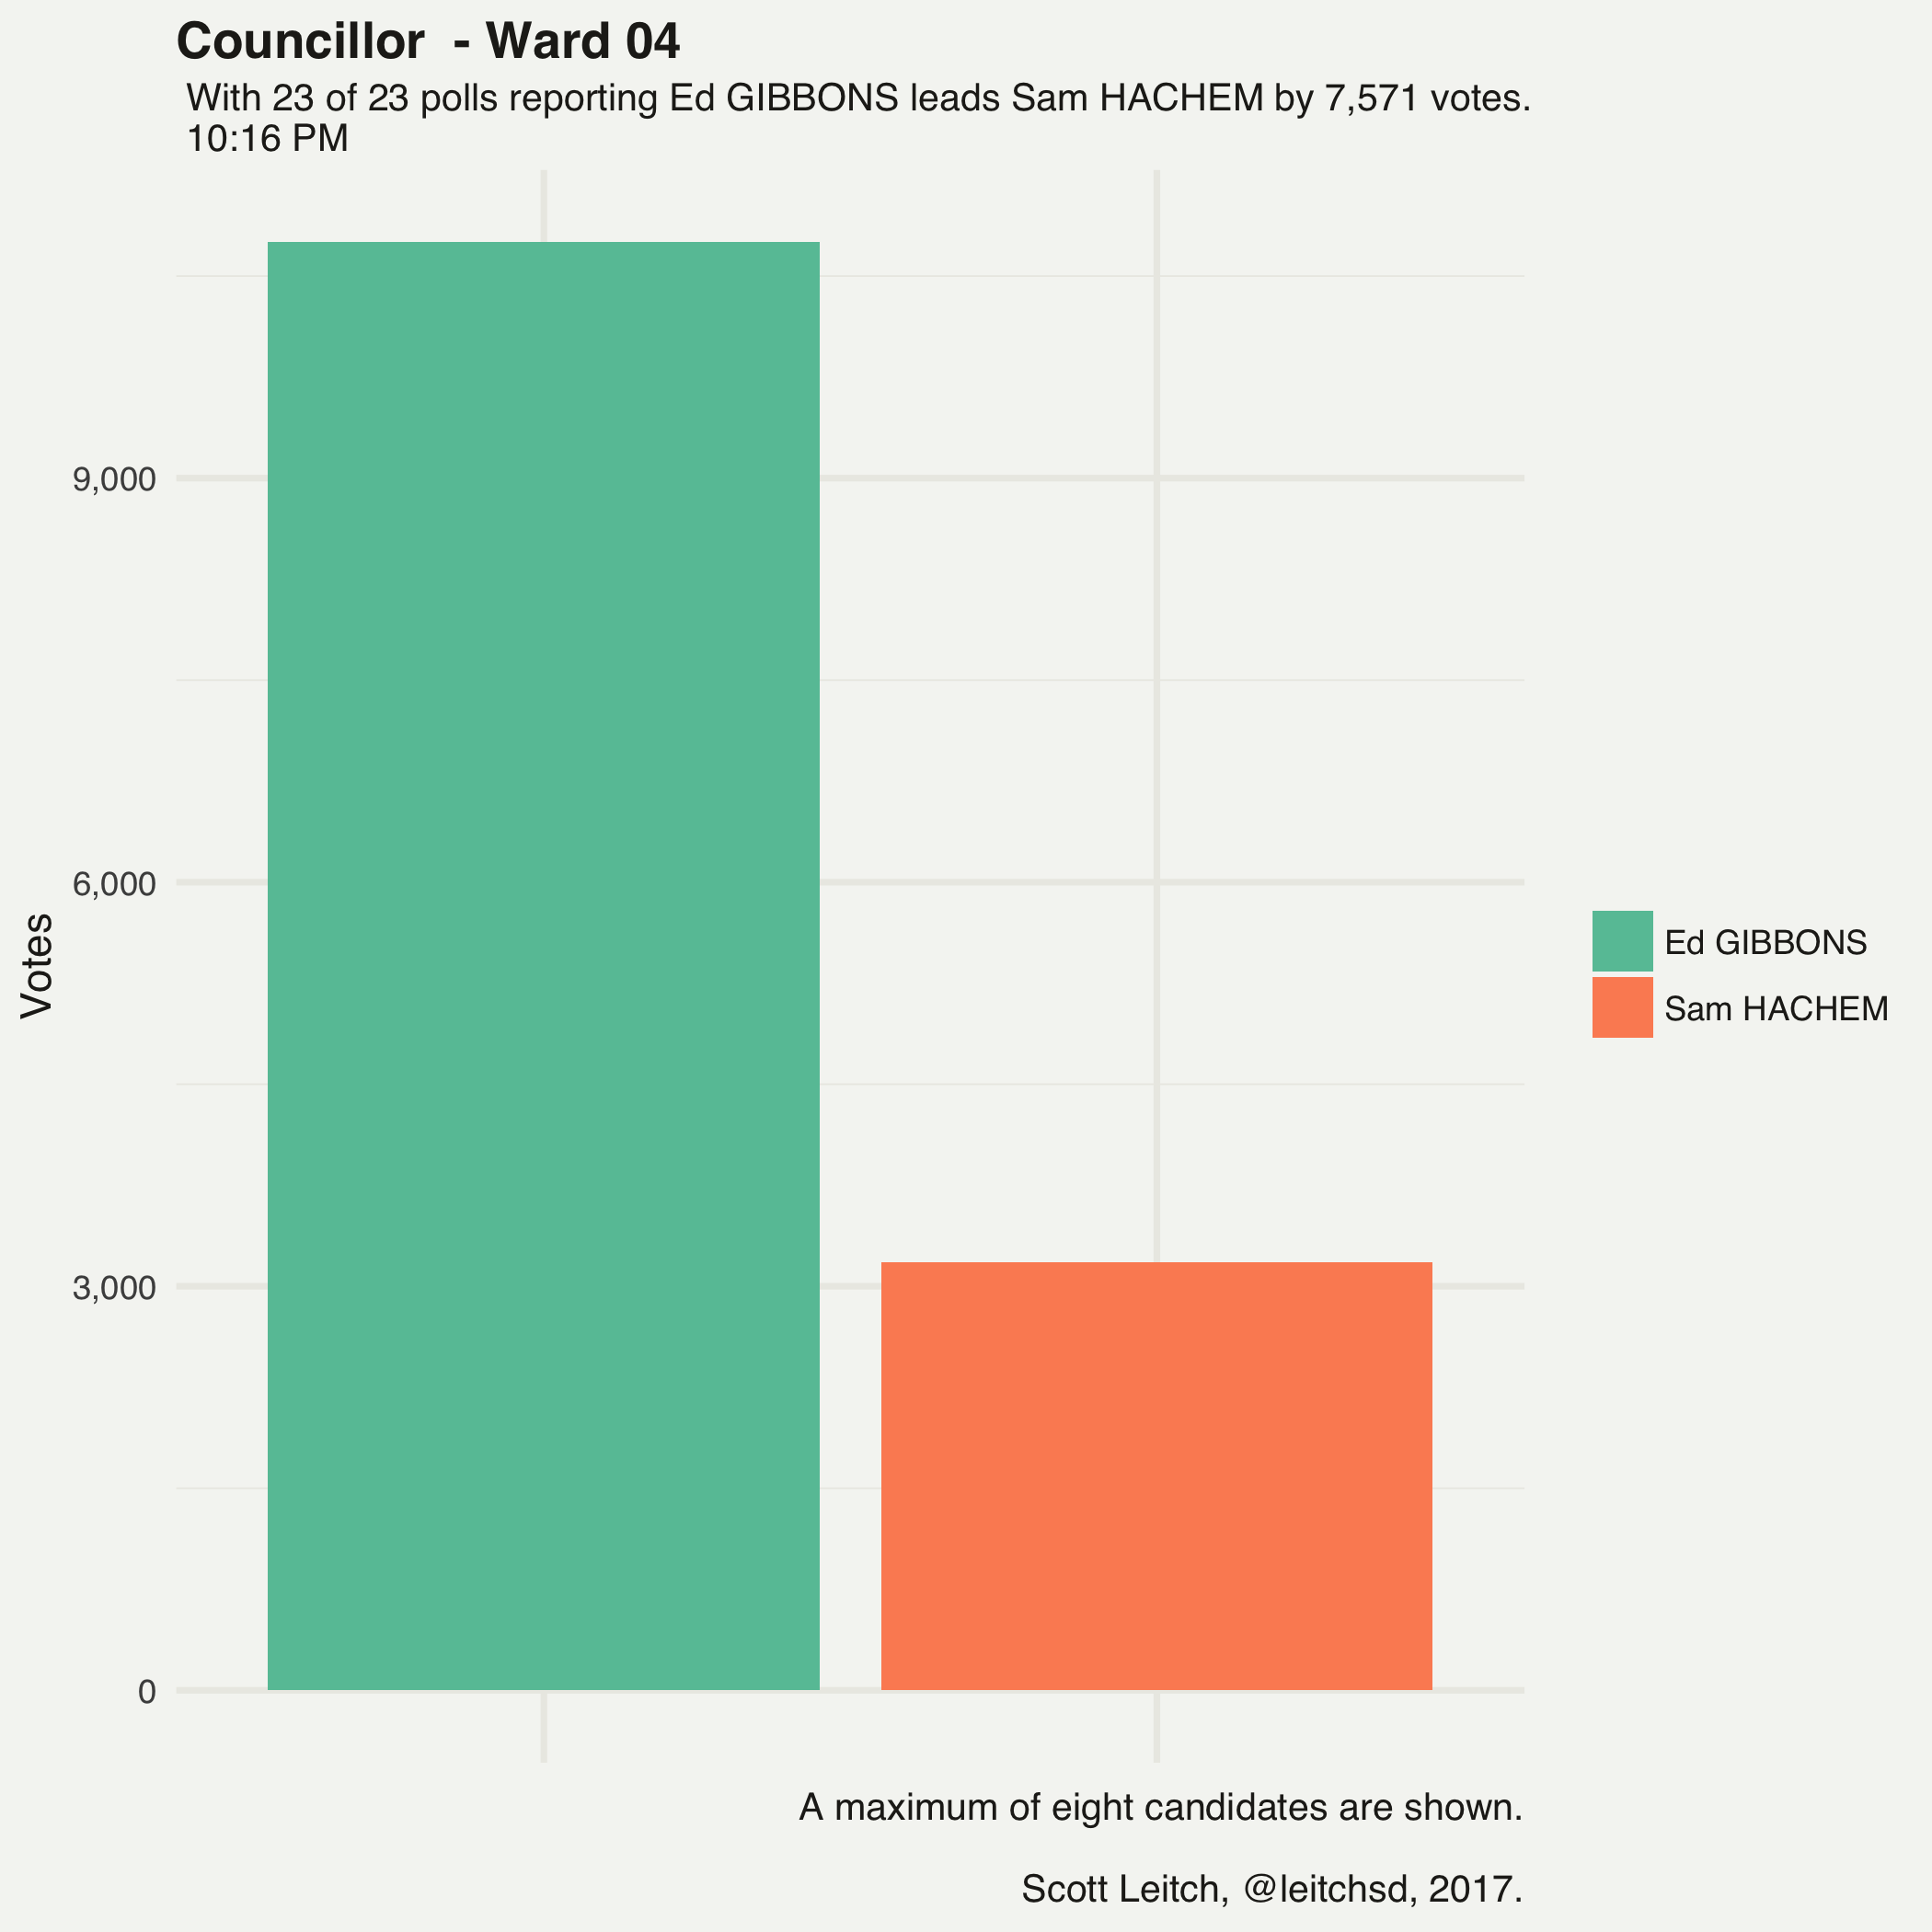 Councillor  - Ward 04
With 23 of 23 polls reporting Ed GIBBONS leads Sam HACHEM by 7,571 votes.
10:16 PM
9,000
6,000
3,000
0
Votes
Ed GIBBONS
Sam HACHEM
A maximum of eight candidates are shown.
Scott Leitch, @leitchsd, 2017.